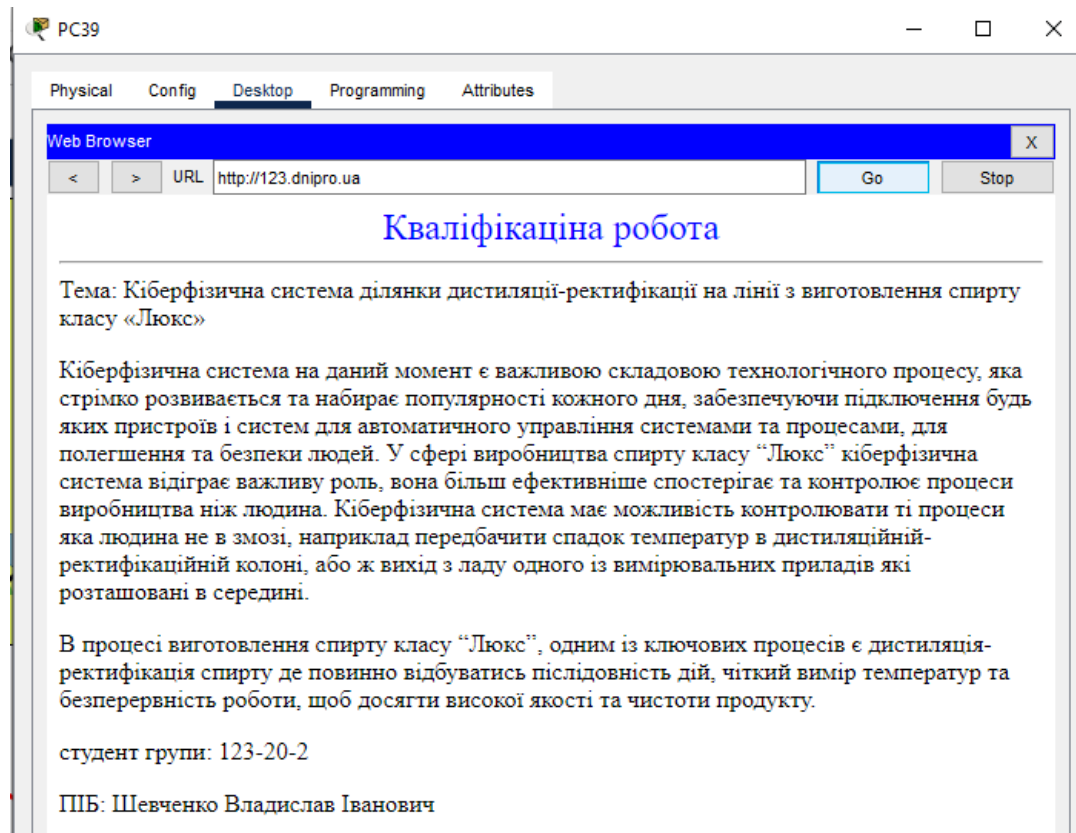 PC39
Physical Config Desktop Programming Attributes
Web Browser X
< > URL http://123.dnipro.ua Go Stop
Кваліфікаціна робота
Тема: Кіберфізична система ділянки дистиляції-ректифікації на лінії з виготовлення спирту
класу «Люкс»
Кіберфізична система на даний момент є важливою складовою технологічного процесу, яка
стрімко розвивається та набирає популярності кожного дня, забезпечуючи підключення будь
яких пристроїв і систем для автоматичного управління системами та процесами, для
полегшення та безпеки людей. У сфері виробництва спирту класу “Люкс” кіберфізична
система відіграє важливу роль, вона більш ефективніше спостерігає та контролює процеси
виробництва ніж людина. Кіберфізична система має можливість контролювати ті процеси
яка людина не в змозі, наприклад передбачити спадок температур в дистиляційній-
ректифікаційній колоні, або ж вихід з ладу одного із вимірювальних приладів які
розташовані в середині.
В процесі виготовлення спирту класу “Люкс”, одним із ключових процесів є дистиляція-
ректифікація спирту де повинно відбуватись післідовність дій, чіткий вимір температур та
безперервність роботи, щоб досягти високої якості та чистоти продукту.
студент групи: 123-20-2
ПІБ: Шевченко Владислав Іванович